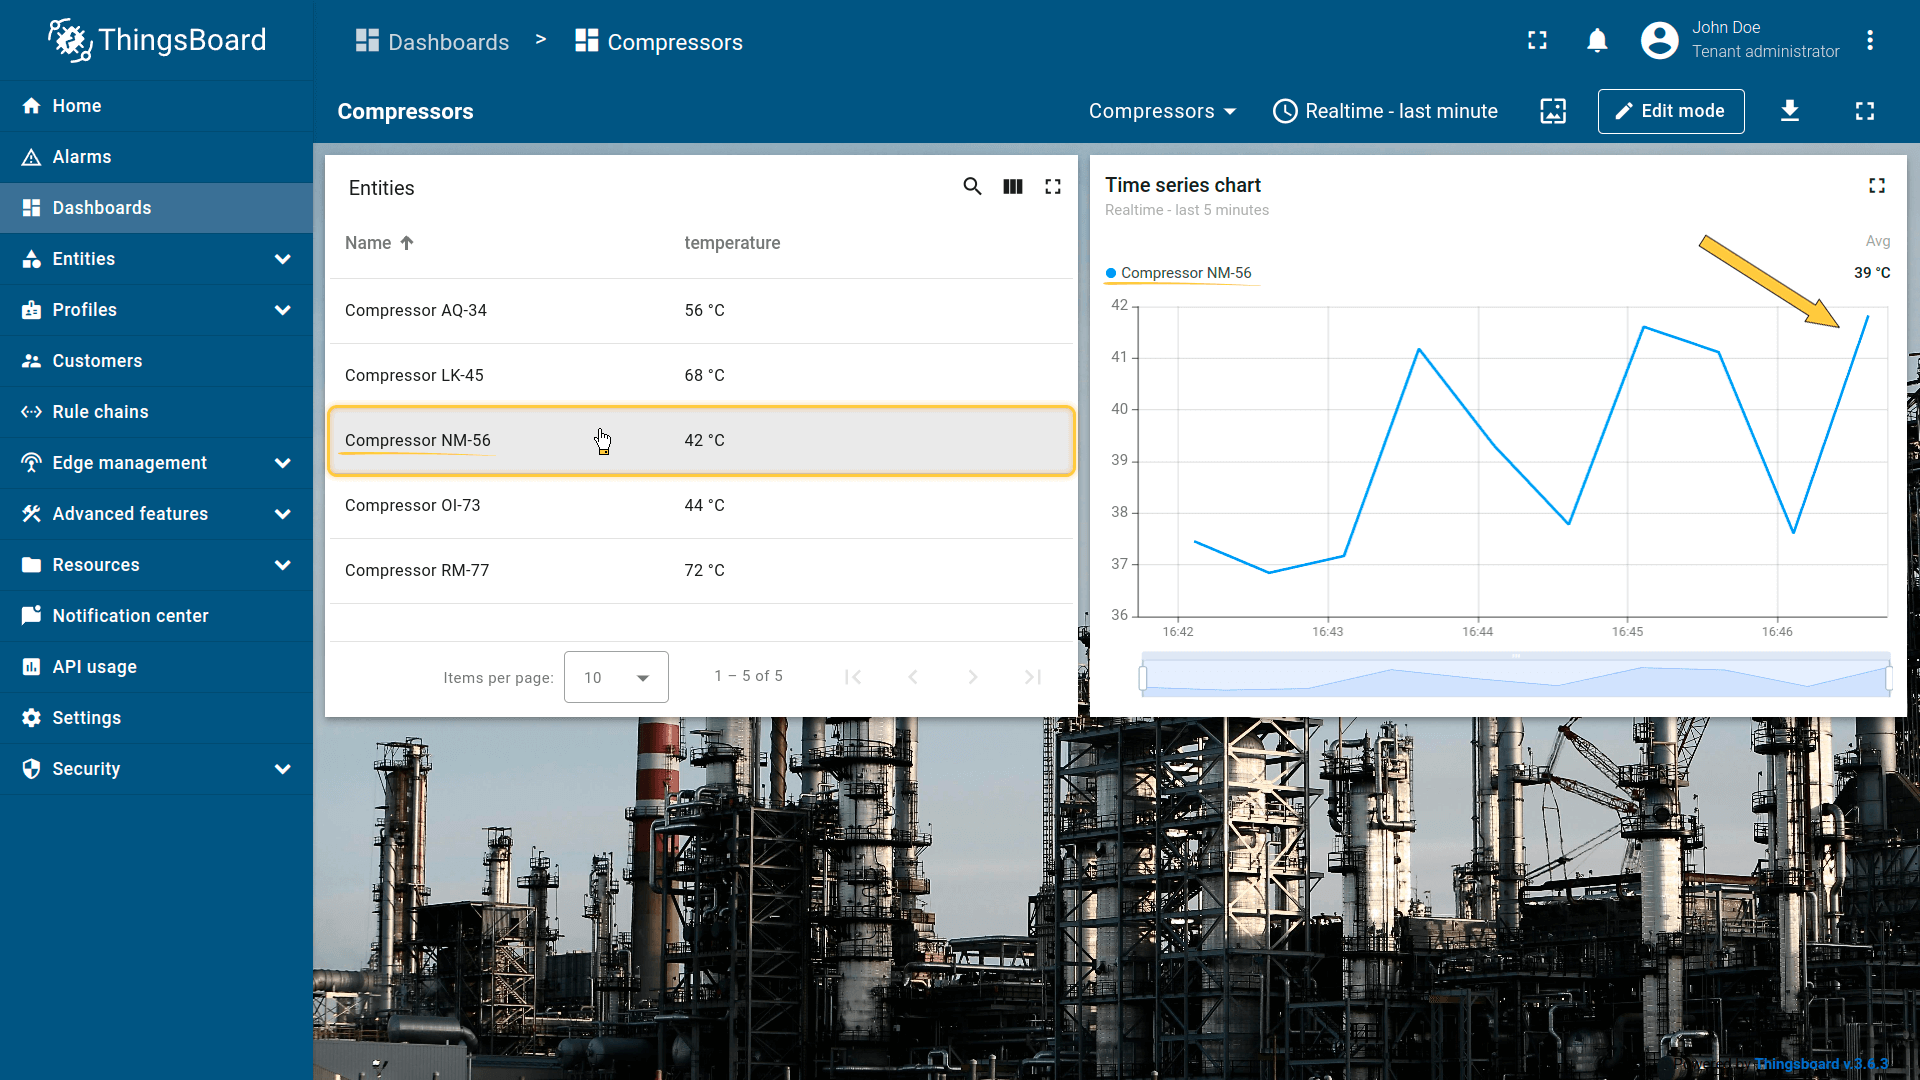 ThingsBoard
Dashboards > Compressors
John Doe
Tenant administrator
Home
Alarms
Dashboards
Entities
Profiles
Customers
Rule chains
Edge management
Advanced features
Resources
Notification center
API usage
Settings
Security
Compressors
Compressors Realtime - last minute Edit mode
Entities
Name temperature
Compressor AQ-34 56 °C
Compressor LK-45 68 °C
Compressor NM-56 42 °C
Compressor OI-73 44 °C
Compressor RM-77 72 °C
Items per page: 10 1 – 5 of 5
Time series chart
Realtime - last 5 minutes
Avg
Compressor NM-56 39 °C
42
41
40
39
38
37
36
16:42 16:43 16:44 16:45 16:46
Powered by Thingsboard v.3.6.3